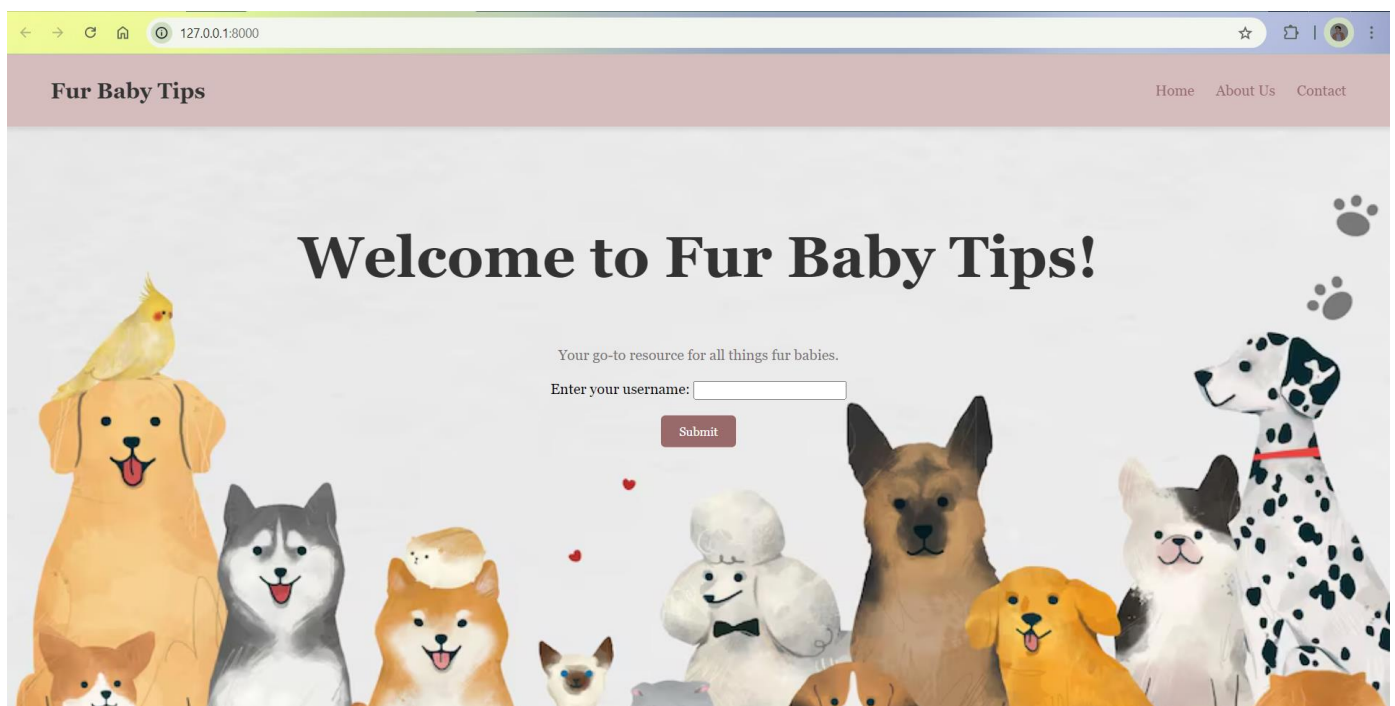 127.0.0.1:8000
Fur Baby Tips
Home About Us Contact
Welcome to Fur Baby Tips!
Your go-to resource for all things fur babies.
Enter your username:
Submit